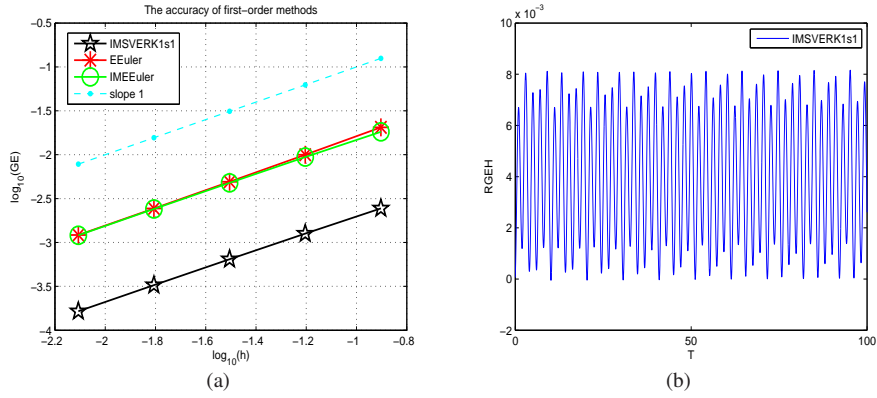 The accuracy of first−order methods
IMSVERK1s1
EEuler
IMEEuler
slope 1
log10(GE)
−0.5
−1
−1.5
−2
−2.5
−3
−3.5
−4
−2.2 −2 −1.8 −1.6 −1.4 −1.2 −1 −0.8
log10(h)
(a)
x 10−3
IMSVERK1s1
RGEH
10
8
6
4
2
0
−2
0 50 100
T
(b)